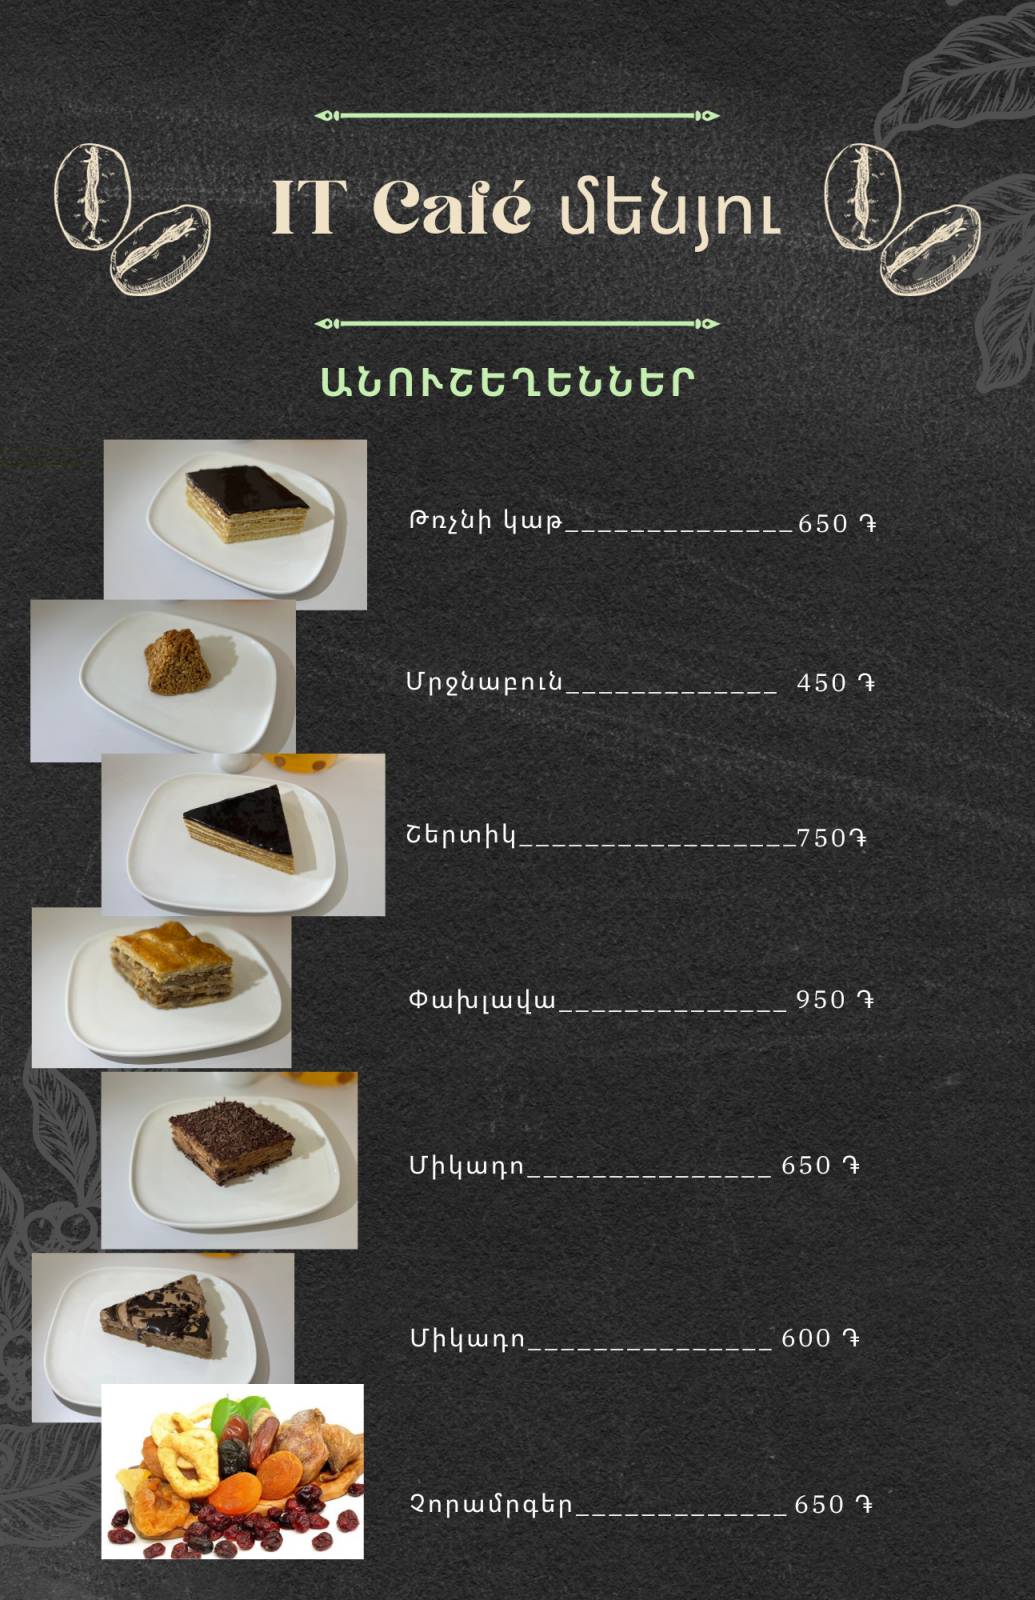 IT Café մենյու
ԱՆՈՒՇԵՂԵՆՆԵՐ
Թռչնի կաթ______________650 ֏
Մրջնաբուն_____________ 450 ֏
Շերտիկ_________________750֏
Փախլավա______________ 950 ֏
Միկադո_______________ 650 ֏
Միկադո_______________ 600 ֏
Չորամրգեր_____________ 650 ֏